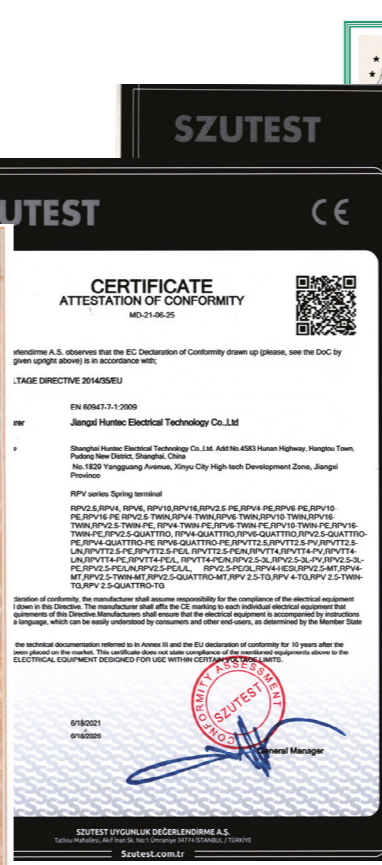 SZUTEST
UTEST
CE
CERTIFICATE
ATTESTATION OF CONFORMITY
MD-21-06-25
erlendirme A.S. observes that the EC Declaration of Conformity drawn up (please, see the DoC by
given upright above) is in accordance with;
LTAGE DIRECTIVE 2014/35/EU
EN 60947-7-1:2009
urer
Jiangxi Huntec Electrical Technology Co.,Ltd
Shanghai Huntec Electrical Technology Co.,Ltd. Add:No.4583 Hunan Highway, Hangtou Town,
Pudong New District, Shanghai, China
No.1829 Yangguang Avenue, Xinyu City High-tech Development Zone, Jiangxi
Province
RPV series Spring terminal
RPV2.5,RPV4, RPV6, RPV10,RPV16,RPV2.5-PE,RPV4-PE,RPV6-PE,RPV10-
PE,RPV16-PE RPV2.5-TWIN,RPV4-TWIN,RPV6-TWIN,RPV10-TWIN,RPV16-
TWIN,RPV2.5-TWIN-PE, RPV4-TWIN-PE,RPV6-TWIN-PE,RPV10-TWIN-PE,RPV16-
TWIN-PE,RPV2.5-QUATTRO, RPV4-QUATTRO,RPV6-QUATTRO,RPV2.5-QUATTRO-
PE,RPV4-QUATTRO-PE RPV6-QUATTRO-PE,RPVTT2.5,RPVTT2.5-PV,RPVTT2.5-
L/N,RPVTT2.5-PE,RPVTT2.5-PE/L RPVTT2.5-PE/N,RPVTT4,RPVTT4-PV,RPVTT4-
L/N,RPVTT4-PE,RPVTT4-PE/L, RPVTT4-PE/N,RPV2.5-3L,RPV2.5-3L-PV,RPV2.5-3L-
PE,RPV2.5-PE/L/N,RPV2.5-PE/L/L, RPV2.5-PE/3L,RPV4-HESI,RPV2.5-MT,RPV4-
MT,RPV2.5-TWIN-MT,RPV2.5-QUATTRO-MT,RPV 2.5-TG,RPV 4-TG,RPV 2.5-TWIN-
TG,RPV 2.5-QUATTRO-TG
claration of conformity, the manufacturer shall assume responsibility for the compliance of the electrical equipment
l down in this Directive. The manufacturer shall affix the CE marking to each individual electrical equipment that
quirements of this Directive.Manufacturers shall ensure that the electrical equipment is accompanied by instructions
a language, which can be easily understood by consumers and other end-users, as determined by the Member State
the technical documentation referred to in Annex III and the EU declaration of conformity for 10 years after the
been placed on the market. This certificate does not state compliance of the mentioned equipments above to the
ELECTRICAL EQUIPMENT DESIGNED FOR USE WITHIN CERTAIN VOLTAGE LIMITS.
CONFORMITY ASSESSMENT
SZUTEST
6/18/2021
6/18/2026
General Manager
SZUTEST UYGUNLUK DEĞERLENDİRME A.Ş.
Tatlısu Mahallesi, Akif İnan Sk. No:1 Ümraniye 34774 İSTANBUL / TÜRKİYE
Szutest.com.tr